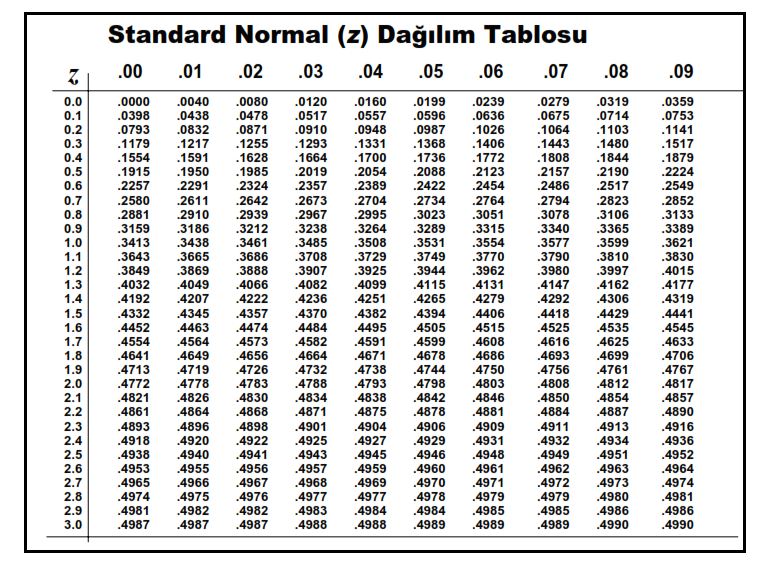 Standard Normal (z) Dağılım Tablosu
z .00 .01 .02 .03 .04 .05 .06 .07 .08 .09
0.0 .0000 .0040 .0080 .0120 .0160 .0199 .0239 .0279 .0319 .0359
0.1 .0398 .0438 .0478 .0517 .0557 .0596 .0636 .0675 .0714 .0753
0.2 .0793 .0832 .0871 .0910 .0948 .0987 .1026 .1064 .1103 .1141
0.3 .1179 .1217 .1255 .1293 .1331 .1368 .1406 .1443 .1480 .1517
0.4 .1554 .1591 .1628 .1664 .1700 .1736 .1772 .1808 .1844 .1879
0.5 .1915 .1950 .1985 .2019 .2054 .2088 .2123 .2157 .2190 .2224
0.6 .2257 .2291 .2324 .2357 .2389 .2422 .2454 .2486 .2517 .2549
0.7 .2580 .2611 .2642 .2673 .2704 .2734 .2764 .2794 .2823 .2852
0.8 .2881 .2910 .2939 .2967 .2995 .3023 .3051 .3078 .3106 .3133
0.9 .3159 .3186 .3212 .3238 .3264 .3289 .3315 .3340 .3365 .3389
1.0 .3413 .3438 .3461 .3485 .3508 .3531 .3554 .3577 .3599 .3621
1.1 .3643 .3665 .3686 .3708 .3729 .3749 .3770 .3790 .3810 .3830
1.2 .3849 .3869 .3888 .3907 .3925 .3944 .3962 .3980 .3997 .4015
1.3 .4032 .4049 .4066 .4082 .4099 .4115 .4131 .4147 .4162 .4177
1.4 .4192 .4207 .4222 .4236 .4251 .4265 .4279 .4292 .4306 .4319
1.5 .4332 .4345 .4357 .4370 .4382 .4394 .4406 .4418 .4429 .4441
1.6 .4452 .4463 .4474 .4484 .4495 .4505 .4515 .4525 .4535 .4545
1.7 .4554 .4564 .4573 .4582 .4591 .4599 .4608 .4616 .4625 .4633
1.8 .4641 .4649 .4656 .4664 .4671 .4678 .4686 .4693 .4699 .4706
1.9 .4713 .4719 .4726 .4732 .4738 .4744 .4750 .4756 .4761 .4767
2.0 .4772 .4778 .4783 .4788 .4793 .4798 .4803 .4808 .4812 .4817
2.1 .4821 .4826 .4830 .4834 .4838 .4842 .4846 .4850 .4854 .4857
2.2 .4861 .4864 .4868 .4871 .4875 .4878 .4881 .4884 .4887 .4890
2.3 .4893 .4896 .4898 .4901 .4904 .4906 .4909 .4911 .4913 .4916
2.4 .4918 .4920 .4922 .4925 .4927 .4929 .4931 .4932 .4934 .4936
2.5 .4938 .4940 .4941 .4943 .4945 .4946 .4948 .4949 .4951 .4952
2.6 .4953 .4955 .4956 .4957 .4959 .4960 .4961 .4962 .4963 .4964
2.7 .4965 .4966 .4967 .4968 .4969 .4970 .4971 .4972 .4973 .4974
2.8 .4974 .4975 .4976 .4977 .4977 .4978 .4979 .4979 .4980 .4981
2.9 .4981 .4982 .4982 .4983 .4984 .4984 .4985 .4985 .4986 .4986
3.0 .4987 .4987 .4987 .4988 .4988 .4989 .4989 .4989 .4990 .4990